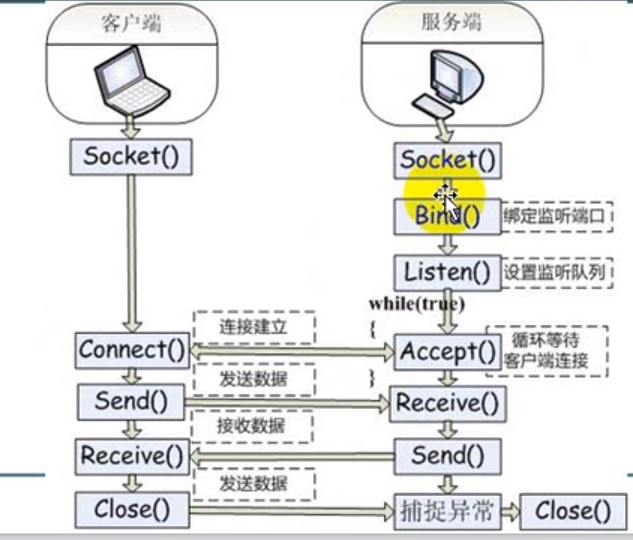 客户端
服务端
Socket()
Socket()
Bind()
绑定监听端口
Listen()
设置监听队列
while(true)
{
连接建立
Connect()
Accept()
循环等待
客户端连接
}
发送数据
Send()
Receive()
接收数据
Receive()
Send()
发送数据
Close()
捕捉异常
Close()